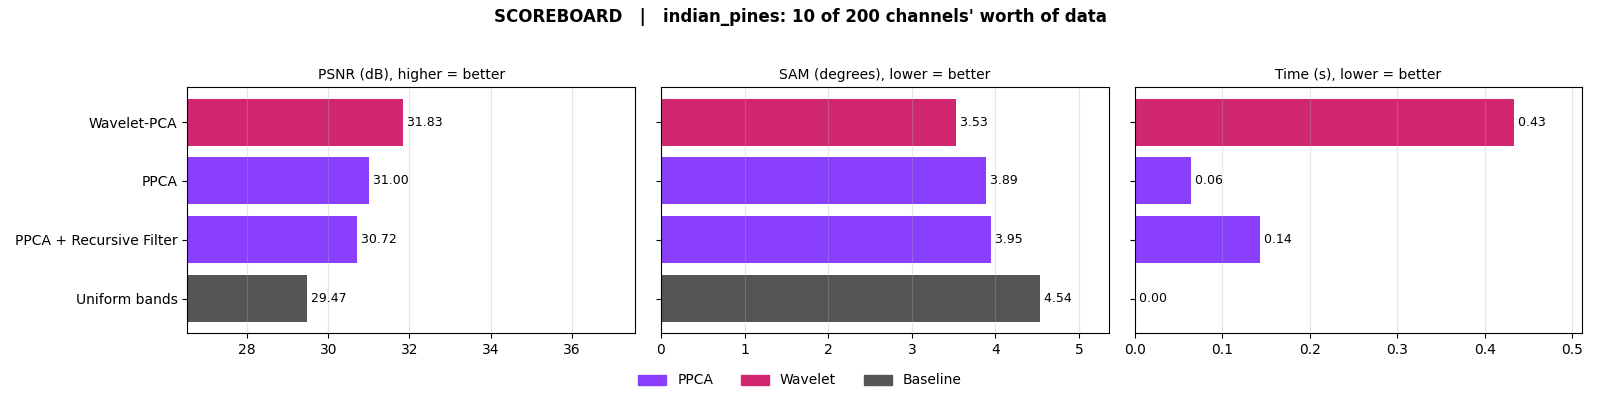 SCOREBOARD | indian_pines: 10 of 200 channels' worth of data
PSNR (dB), higher = better
Wavelet-PCA
31.83
PPCA
31.00
PPCA + Recursive Filter
30.72
Uniform bands
29.47
28 30 32 34 36
SAM (degrees), lower = better
3.53
3.89
3.95
4.54
0 1 2 3 4 5
Time (s), lower = better
0.43
0.06
0.14
0.00
0.0 0.1 0.2 0.3 0.4 0.5
PPCA Wavelet Baseline